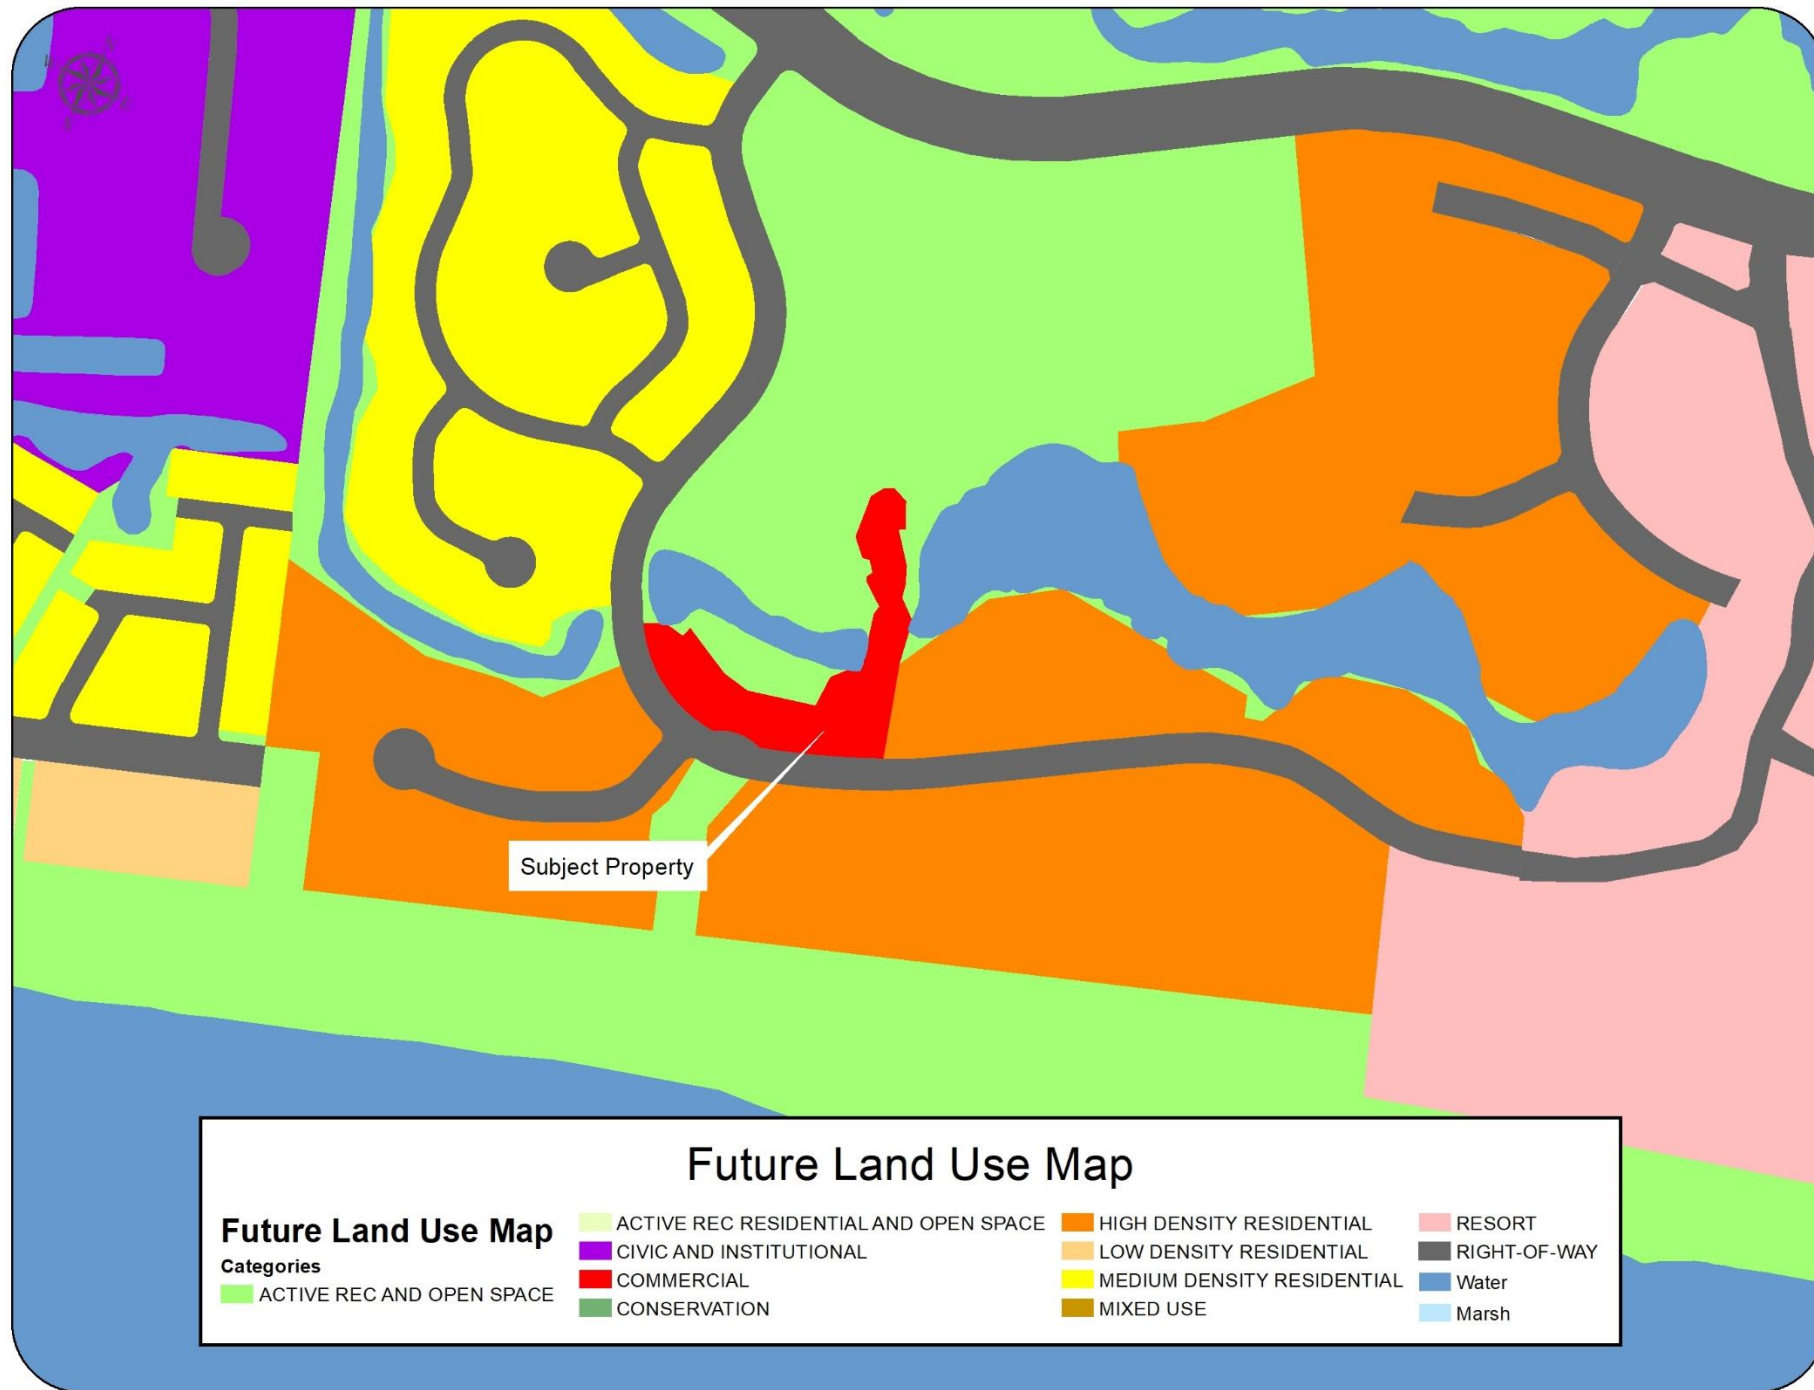 Subject Property
Future Land Use Map
Future Land Use Map
Categories
ACTIVE REC AND OPEN SPACE
ACTIVE REC RESIDENTIAL AND OPEN SPACE
CIVIC AND INSTITUTIONAL
COMMERCIAL
CONSERVATION
HIGH DENSITY RESIDENTIAL
LOW DENSITY RESIDENTIAL
MEDIUM DENSITY RESIDENTIAL
MIXED USE
RESORT
RIGHT-OF-WAY
Water
Marsh